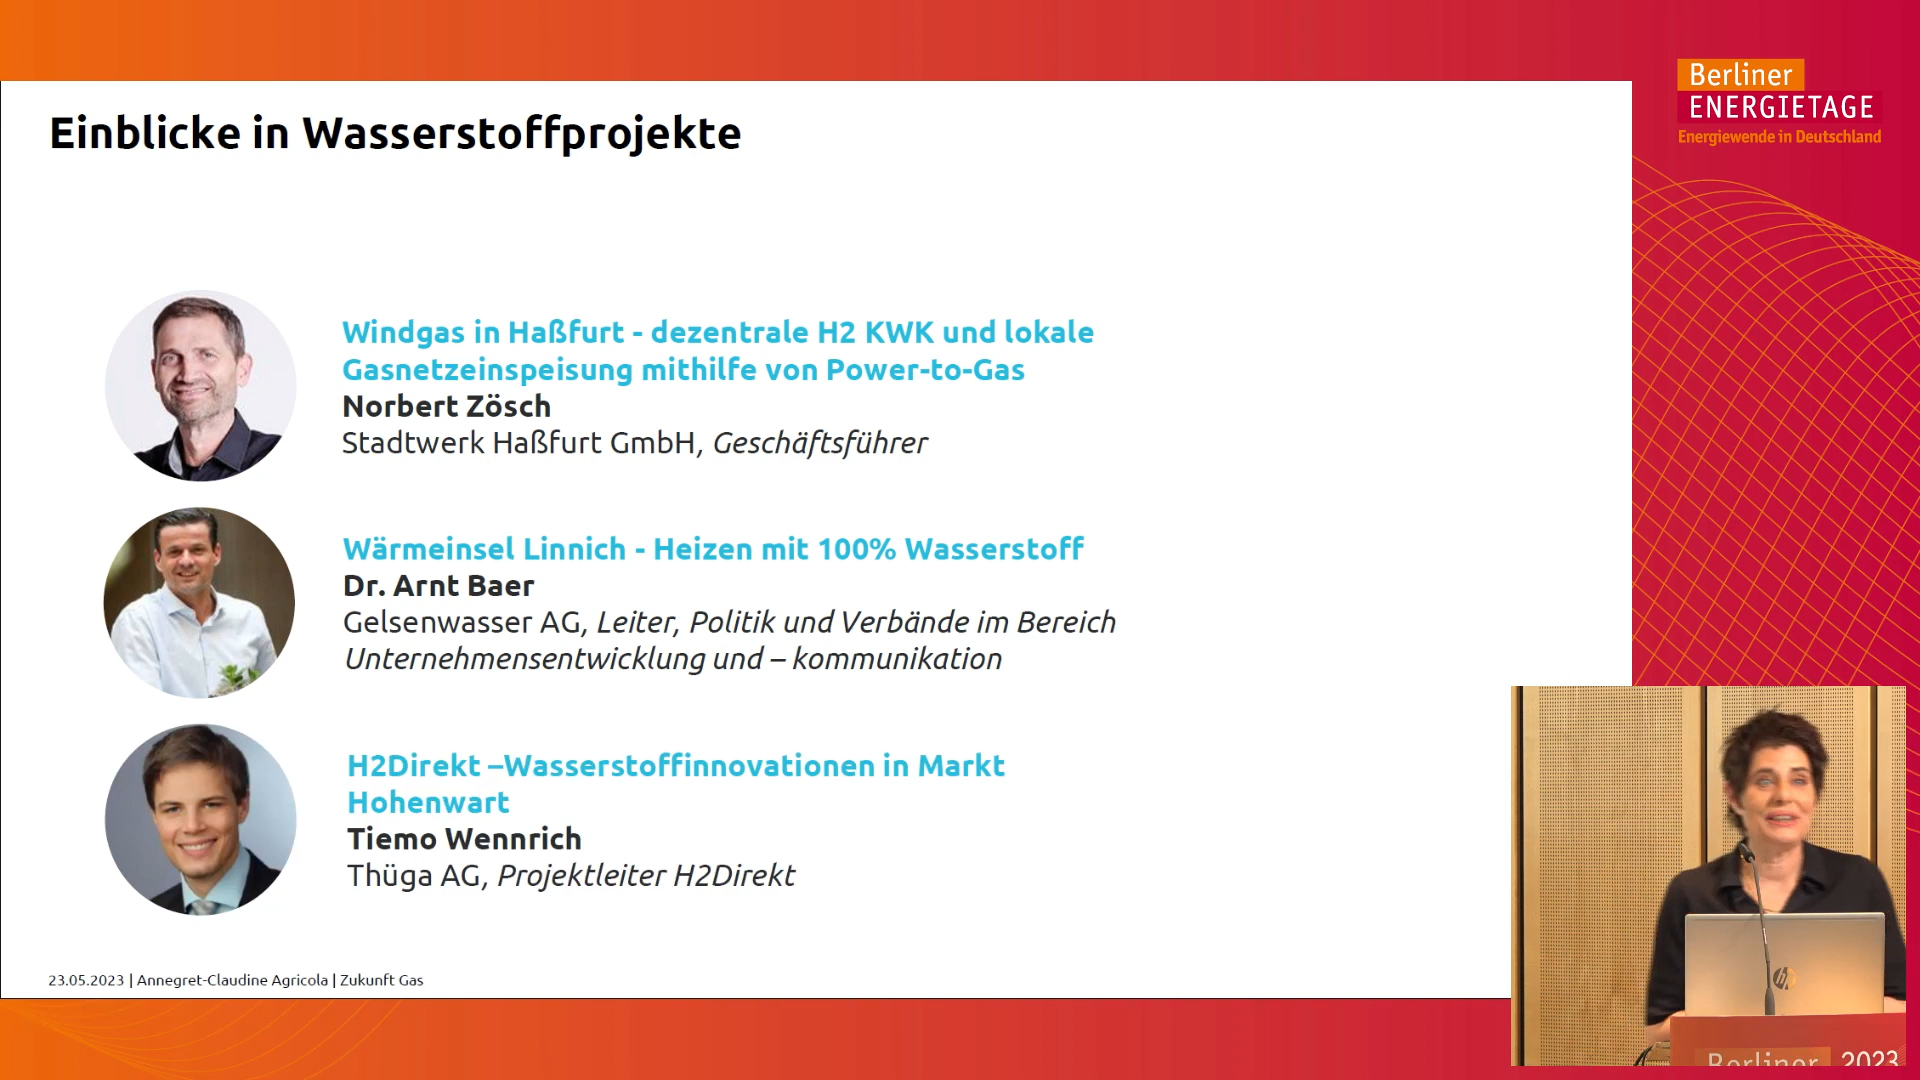 Berliner
ENERGIETAGE
Energiewende in Deutschland
Einblicke in Wasserstoffprojekte
Windgas in Haßfurt - dezentrale H2 KWK und lokale
Gasnetzeinspeisung mithilfe von Power-to-Gas
Norbert Zösch
Stadtwerk Haßfurt GmbH, Geschäftsführer
Wärmeinsel Linnich - Heizen mit 100% Wasserstoff
Dr. Arnt Baer
Gelsenwasser AG, Leiter, Politik und Verbände im Bereich
Unternehmensentwicklung und – kommunikation
H2Direkt –Wasserstoffinnovationen in Markt
Hohenwart
Tiemo Wennrich
Thüga AG, Projektleiter H2Direkt
23.05.2023 | Annegret-Claudine Agricola | Zukunft Gas
hp
Berliner 2023